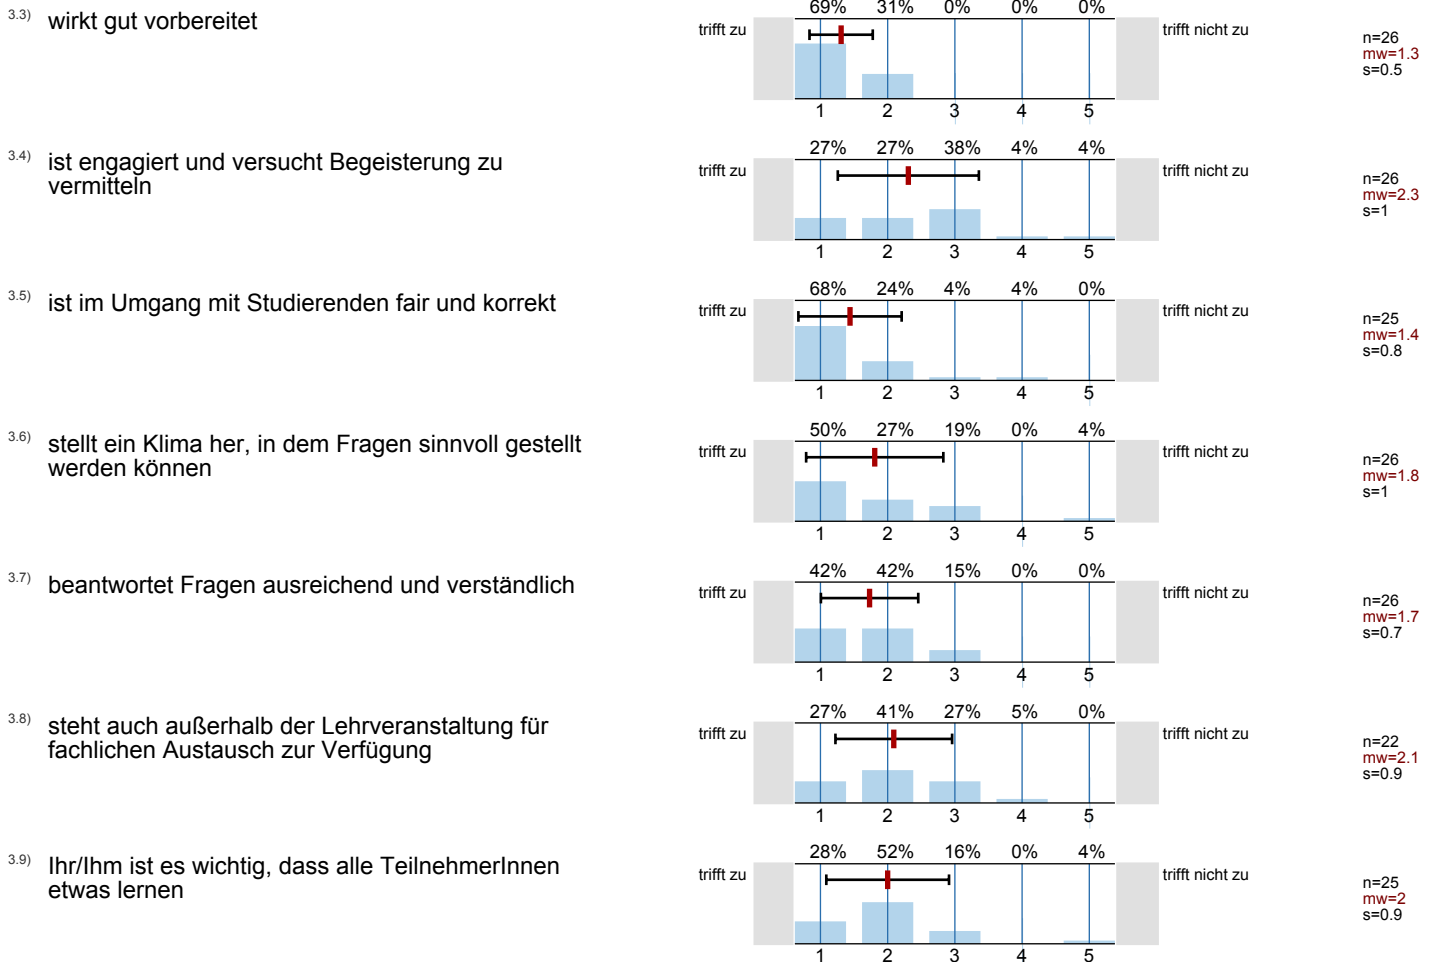 69% 31% 0% 0% 0%
3.3) wirkt gut vorbereitet
trifft zu trifft nicht zu
n=26
mw=1.3
s=0.5
1 2 3 4 5
27% 27% 38% 4% 4%
3.4) ist engagiert und versucht Begeisterung zu
vermitteln
trifft zu trifft nicht zu
n=26
mw=2.3
s=1
1 2 3 4 5
68% 24% 4% 4% 0%
3.5) ist im Umgang mit Studierenden fair und korrekt
trifft zu trifft nicht zu
n=25
mw=1.4
s=0.8
1 2 3 4 5
50% 27% 19% 0% 4%
3.6) stellt ein Klima her, in dem Fragen sinnvoll gestellt
werden können
trifft zu trifft nicht zu
n=26
mw=1.8
s=1
1 2 3 4 5
42% 42% 15% 0% 0%
3.7) beantwortet Fragen ausreichend und verständlich
trifft zu trifft nicht zu
n=26
mw=1.7
s=0.7
1 2 3 4 5
27% 41% 27% 5% 0%
3.8) steht auch außerhalb der Lehrveranstaltung für
fachlichen Austausch zur Verfügung
trifft zu trifft nicht zu
n=22
mw=2.1
s=0.9
1 2 3 4 5
28% 52% 16% 0% 4%
3.9) Ihr/Ihm ist es wichtig, dass alle TeilnehmerInnen
etwas lernen
trifft zu trifft nicht zu
n=25
mw=2
s=0.9
1 2 3 4 5